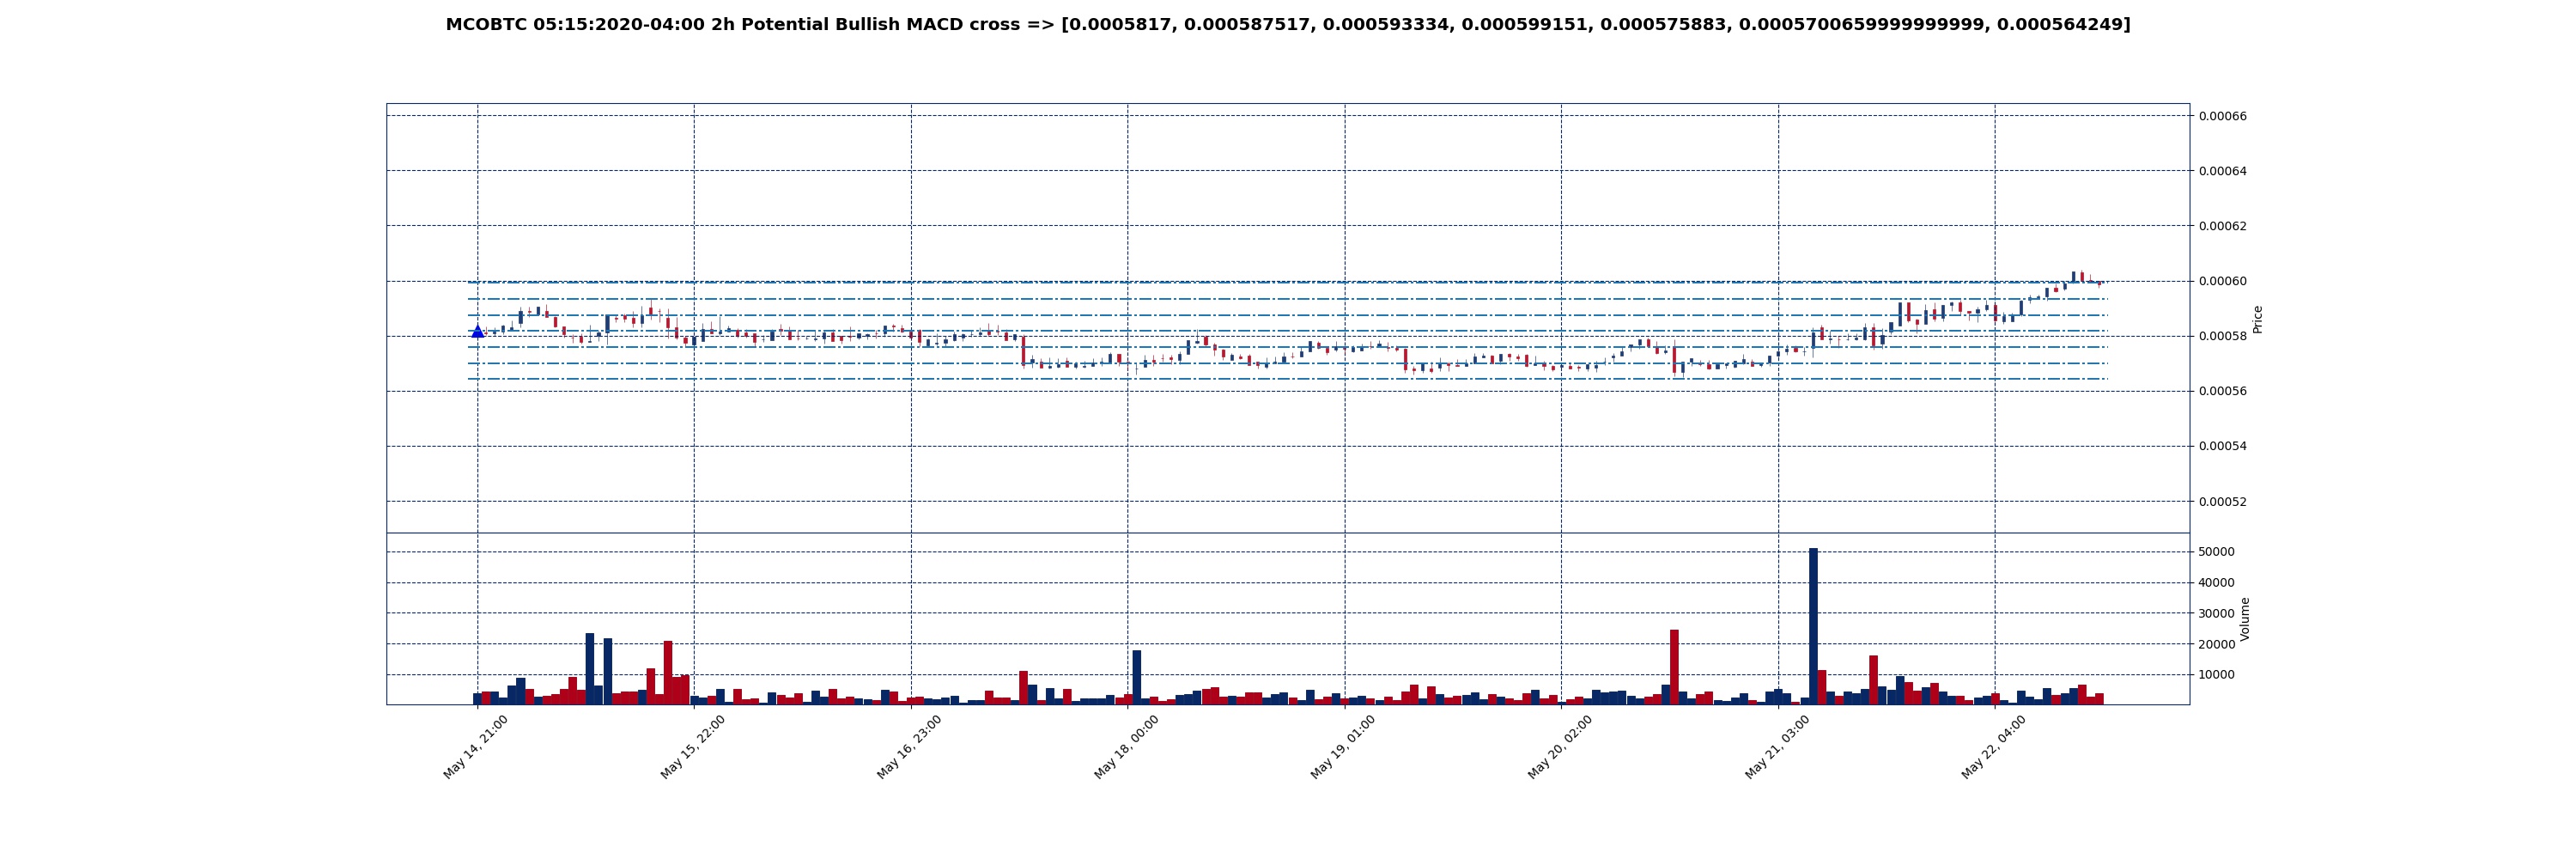 MCOBTC 05:15:2020-04:00 2h Potential Bullish MACD cross => [0.0005817, 0.000587517, 0.000593334, 0.000599151, 0.000575883, 0.0005700659999999999, 0.000564249]
0.00066
0.00064
0.00062
0.00060
0.00058
0.00056
0.00054
0.00052
Price
50000
40000
30000
20000
10000
Volume
May 14, 21:00
May 15, 22:00
May 16, 23:00
May 18, 00:00
May 19, 01:00
May 20, 02:00
May 21, 03:00
May 22, 04:00